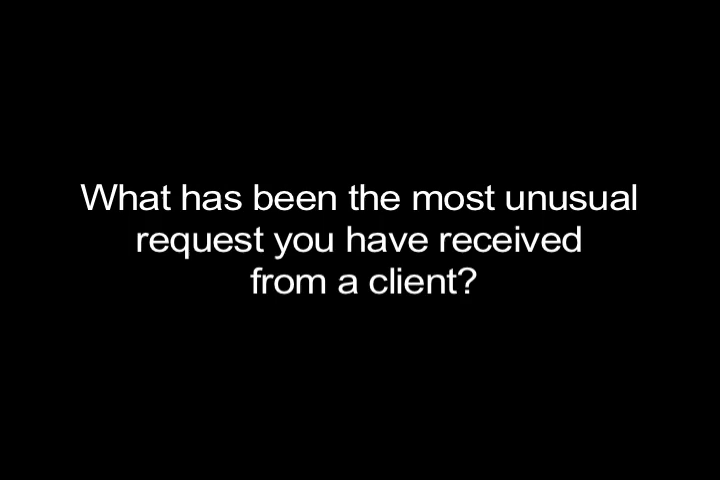 What has been the most unusual
request you have received
from a client?